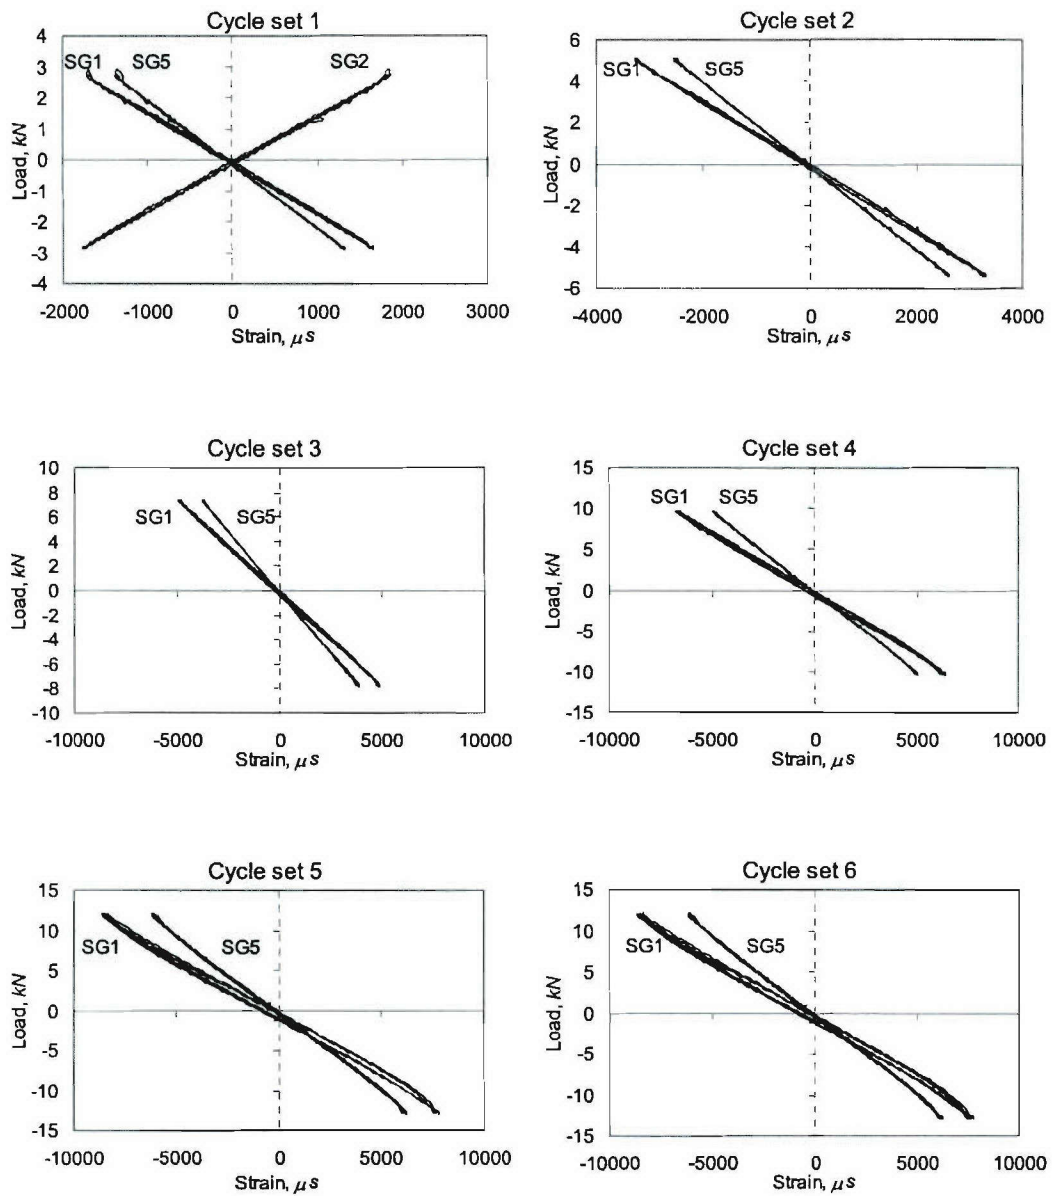 Cycle set 1
4
3
2
1
0
-1
-2
-3
-4
Load, kN
SG1
SG5
SG2
-2000 -1000 0 1000 2000 3000
Strain, μs
Cycle set 2
6
4
2
0
-2
-4
-6
Load, kN
SG1
SG5
-4000 -2000 0 2000 4000
Strain, μs
Cycle set 3
10
8
6
4
2
0
-2
-4
-6
-8
-10
Load, kN
SG1
SG5
-10000 -5000 0 5000 10000
Strain, μs
Cycle set 4
15
10
5
0
-5
-10
-15
Load, kN
SG1
SG5
-10000 -5000 0 5000 10000
Strain, μs
Cycle set 5
15
10
5
0
-5
-10
-15
Load, kN
SG1
SG5
-10000 -5000 0 5000 10000
Strain, μs
Cycle set 6
15
10
5
0
-5
-10
-15
Load, kN
SG1
SG5
-10000 -5000 0 5000 10000
Strain, μs